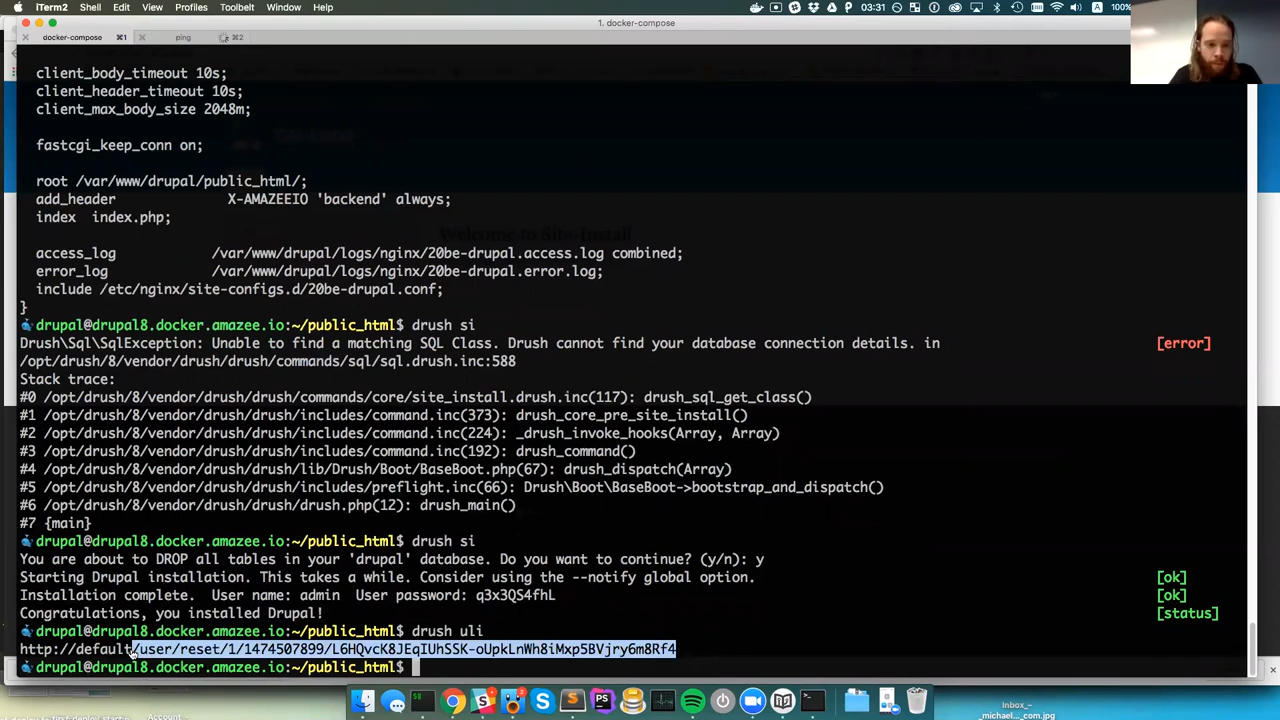 iTerm2 Shell Edit View Profiles Toolbelt Window Help
03:31
100%
1. docker-compose
docker-compose ⌘1
ping ⌘2
client_body_timeout 10s;
client_header_timeout 10s;
client_max_body_size 2048m;
fastcgi_keep_conn on;
root /var/www/drupal/public_html/;
add_header X-AMAZEEIO 'backend' always;
index index.php;
Welcome to Site-Install
access_log /var/www/drupal/logs/nginx/20be-drupal.access.log combined;
error_log /var/www/drupal/logs/nginx/20be-drupal.error.log;
include /etc/nginx/site-configs.d/20be-drupal.conf;
}
drupal@drupal8.docker.amazee.io:~/public_html$ drush si
Drush\Sql\SqlException: Unable to find a matching SQL Class. Drush cannot find your database connection details. in [error]
/opt/drush/8/vendor/drush/drush/commands/sql/sql.drush.inc:588
Stack trace:
#0 /opt/drush/8/vendor/drush/drush/commands/core/site_install.drush.inc(117): drush_sql_get_class()
#1 /opt/drush/8/vendor/drush/drush/includes/command.inc(373): drush_core_pre_site_install()
#2 /opt/drush/8/vendor/drush/drush/includes/command.inc(224): _drush_invoke_hooks(Array, Array)
#3 /opt/drush/8/vendor/drush/drush/includes/command.inc(192): drush_command()
#4 /opt/drush/8/vendor/drush/drush/lib/Drush/Boot/BaseBoot.php(67): drush_dispatch(Array)
#5 /opt/drush/8/vendor/drush/drush/includes/preflight.inc(66): Drush\Boot\BaseBoot->bootstrap_and_dispatch()
#6 /opt/drush/8/vendor/drush/drush/drush.php(12): drush_main()
#7 {main}
drupal@drupal8.docker.amazee.io:~/public_html$ drush si
You are about to DROP all tables in your 'drupal' database. Do you want to continue? (y/n): y
Starting Drupal installation. This takes a while. Consider using the --notify global option. [ok]
Installation complete. User name: admin User password: q3x3QS4fhL [ok]
Congratulations, you installed Drupal! [status]
drupal@drupal8.docker.amazee.io:~/public_html$ drush uli
http://default/user/reset/1/1474507899/L6HQvcK8JEqIUhSSK-oUpkLnWh8iMxp5BVjry6m8Rf4
drupal@drupal8.docker.amazee.io:~/public_html$
Inbox_–
_michael..._com.jpg